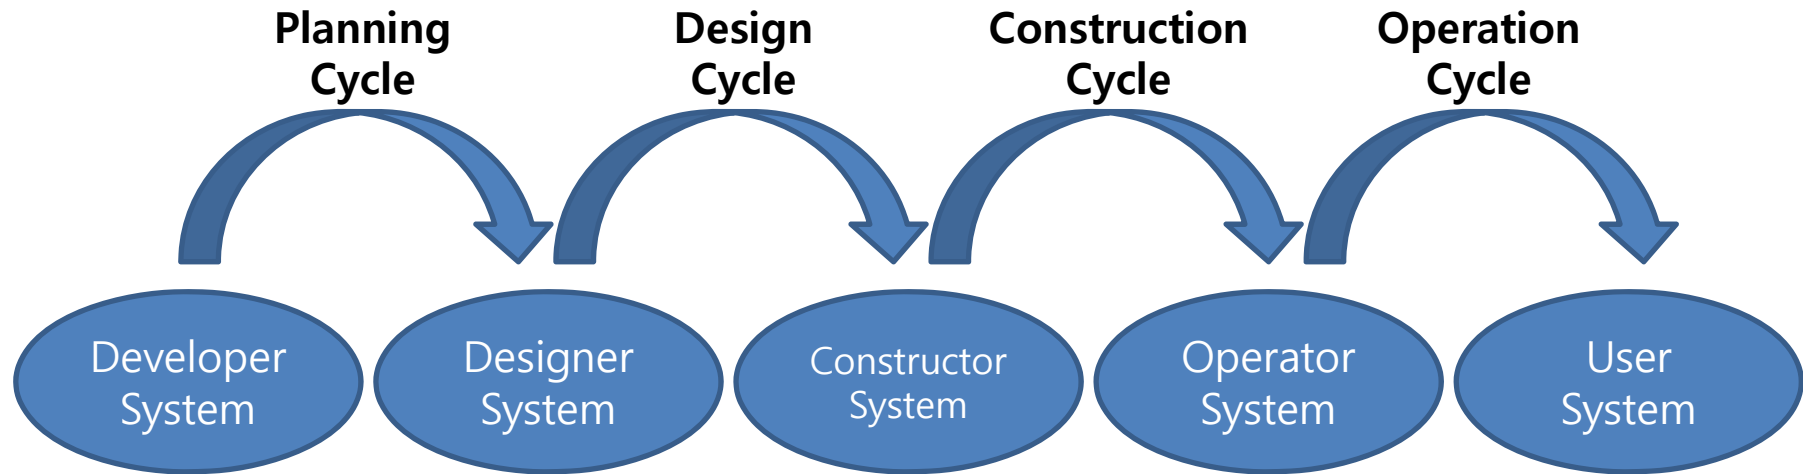 Planning
Cycle
Design
Cycle
Construction
Cycle
Operation
Cycle
Developer
System
Designer
System
Constructor
System
Operator
System
User
System